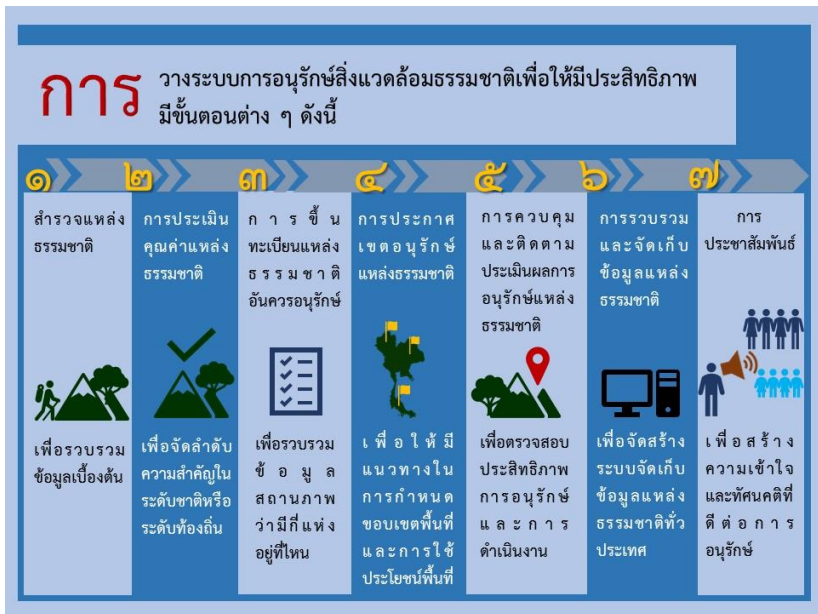 การ
วางระบบการอนุรักษ์สิ่งแวดล้อมธรรมชาติเพื่อให้มีประสิทธิภาพ
มีขั้นตอนต่าง ๆ ดังนี้
๑
สำรวจแหล่ง
ธรรมชาติ
เพื่อรวบรวม
ข้อมูลเบื้องต้น
๒
การประเมิน
คุณค่าแหล่ง
ธรรมชาติ
เพื่อจัดลำดับ
ความสำคัญใน
ระดับชาติหรือ
ระดับท้องถิ่น
๓
การขึ้น
ทะเบียนแหล่ง
ธรรมชาติ
อันควรอนุรักษ์
เพื่อรวบรวม
ข้อมูล
สถานภาพ
ว่ามีกี่แห่ง
อยู่ที่ไหน
๔
การประกาศ
เขตอนุรักษ์
แหล่งธรรมชาติ
เพื่อให้มี
แนวทางใน
การกำหนด
ขอบเขตพื้นที่
และการใช้
ประโยชน์พื้นที่
๕
การควบคุม
และติดตาม
ประเมินผลการ
อนุรักษ์แหล่ง
ธรรมชาติ
เพื่อตรวจสอบ
ประสิทธิภาพ
การอนุรักษ์
และการ
ดำเนินงาน
๖
การรวบรวม
และจัดเก็บ
ข้อมูลแหล่ง
ธรรมชาติ
เพื่อจัดสร้าง
ระบบจัดเก็บ
ข้อมูลแหล่ง
ธรรมชาติทั่ว
ประเทศ
๗
การ
ประชาสัมพันธ์
เพื่อสร้าง
ความเข้าใจ
และทัศนคติที่
ดีต่อการ
อนุรักษ์